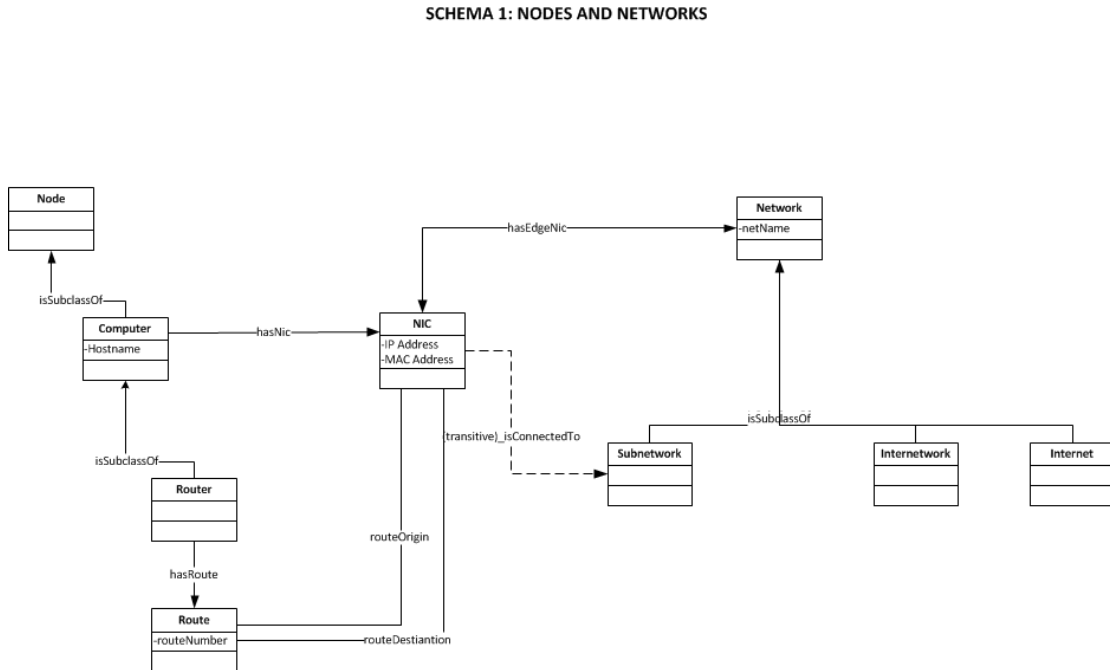 SCHEMA 1: NODES AND NETWORKS
Node
Network
-netName
hasEdgeNic
isSubclassOf
Computer
-Hostname
hasNic
NIC
-IP Address
-MAC Address
isSubclassOf
(transitive)_isConnectedTo
Subnetwork
Internetwork
Internet
isSubclassOf
Router
routeOrigin
hasRoute
Route
-routeNumber
routeDestiantion